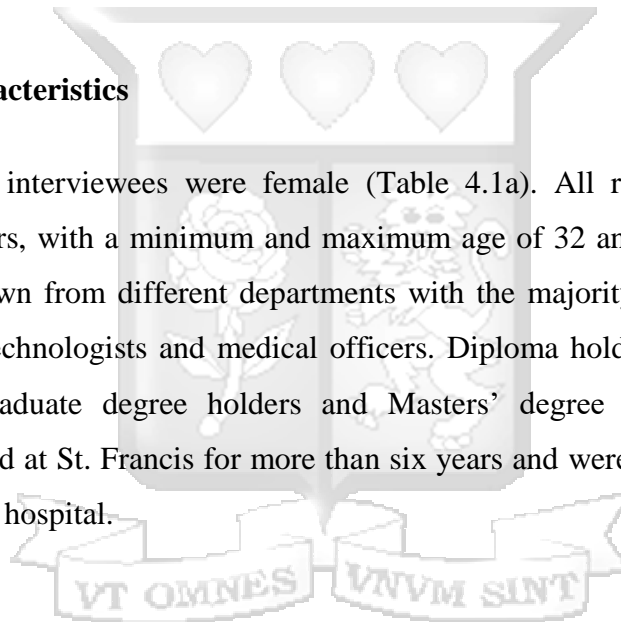 acteristics
interviewees were female (Table 4.1a). All r
rs, with a minimum and maximum age of 32 an
wn from different departments with the majority
echnologists and medical officers. Diploma hold
aduate degree holders and Masters’ degree
d at St. Francis for more than six years and were
hospital.
VT OMNES VNVM SINT